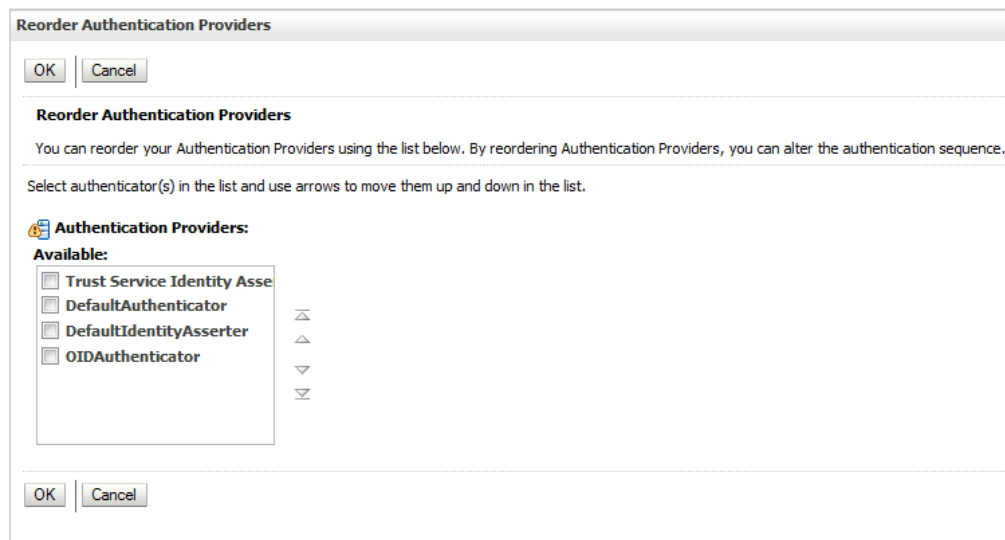 Reorder Authentication Providers
OK Cancel
Reorder Authentication Providers
You can reorder your Authentication Providers using the list below. By reordering Authentication Providers, you can alter the authentication sequence.
Select authenticator(s) in the list and use arrows to move them up and down in the list.
Authentication Providers:
Available:
Trust Service Identity Asse
DefaultAuthenticator
DefaultIdentityAsserter
OIDAuthenticator
OK Cancel